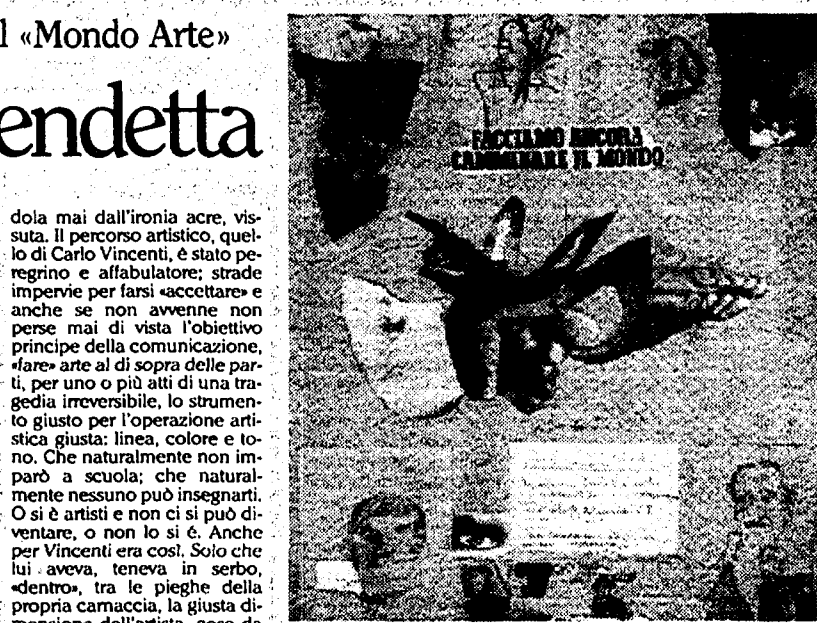 l «Mondo Arte»
endetta
dola mai dall'ironia acre, vis-
suta. Il percorso artistico, quel-
lo di Carlo Vincenti, è stato pe-
regrino e affabulatore; strade
impervie per farsi «accettare» e
anche se non avvenne non
perse mai di vista l'obiettivo
principe della comunicazione,
«fare» arte al di sopra delle par-
ti, per uno o più atti di una tra-
gedia irreversibile, lo strumen-
to giusto per l'operazione arti-
stica giusta: linea, colore e to-
no. Che naturalmente non im-
parò a scuola; che natural-
mente nessuno può insegnarti.
O si è artisti e non ci si può di-
ventare, o non lo si é. Anche
per Vincenti era così. Solo che
lui aveva, teneva in serbo,
«dentro», tra le pieghe della
propria carnaccia, la giusta di-
mensione dell'artista
FACCIAMO ANCORA
CAMMINARE IL MONDO